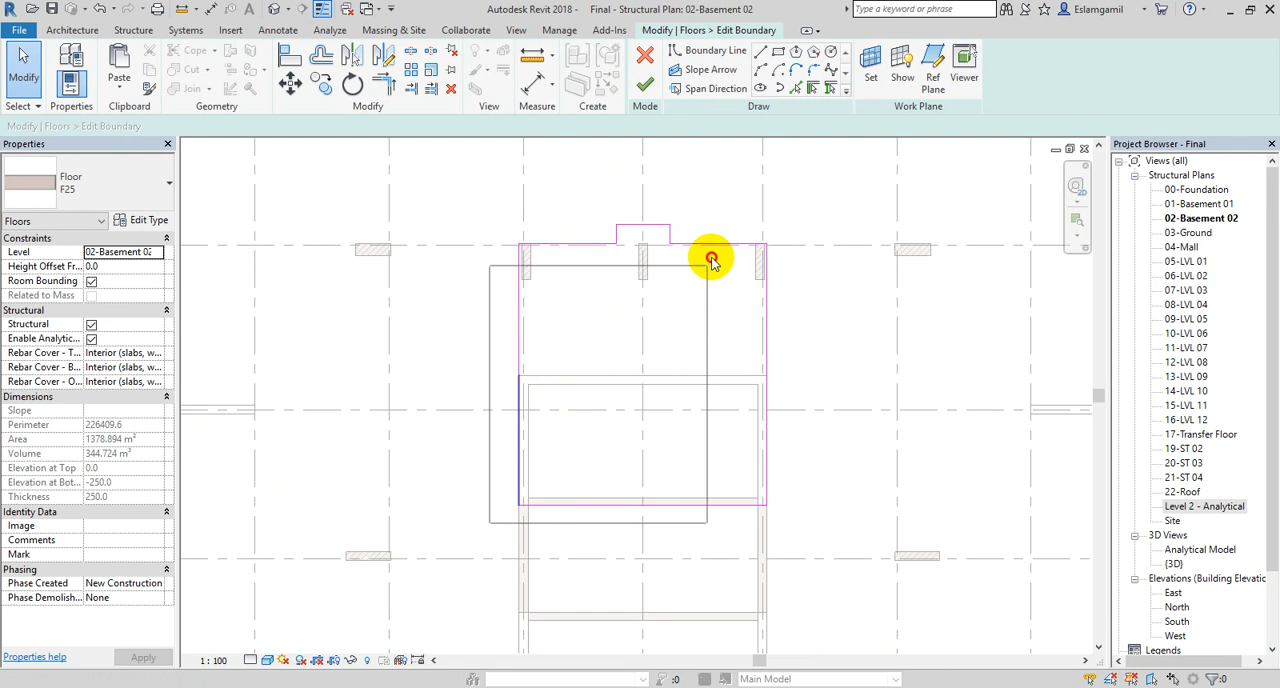 Autodesk Revit 2018 - Final - Structural Plan: 02-Basement 02
Type a keyword or phrase
Eslamgamil
File Architecture Structure Systems Insert Annotate Analyze Massing & Site Collaborate View Manage Add-Ins Modify | Floors > Edit Boundary
Modify
Paste
Cope
Cut
Join
Boundary Line
Slope Arrow
Span Direction
Set
Show
Ref
Plane
Viewer
Select Properties Clipboard Geometry Modify View Measure Create Mode Draw Work Plane
Modify | Floors > Edit Boundary
Properties
Floor
F25
Floors
Edit Type
Constraints
Level 02-Basement 02
Height Offset Fr... 0.0
Room Bounding
Related to Mass
Structural
Structural
Enable Analytic...
Rebar Cover - T... Interior (slabs, w...
Rebar Cover - B... Interior (slabs, w...
Rebar Cover - O... Interior (slabs, w...
Dimensions
Slope
Perimeter 226409.6
Area 1378.894 m²
Volume 344.724 m³
Elevation at Top 0.0
Elevation at Bot... -250.0
Thickness 250.0
Identity Data
Image
Comments
Mark
Phasing
Phase Created New Construction
Phase Demolish... None
Properties help
Apply
1 : 100
:0
Main Model
:0
Project Browser - Final
Views (all)
Structural Plans
00-Foundation
01-Basement 01
02-Basement 02
03-Ground
04-Mall
05-LVL 01
06-LVL 02
07-LVL 03
08-LVL 04
09-LVL 05
10-LVL 06
11-LVL 07
12-LVL 08
13-LVL 09
14-LVL 10
15-LVL 11
16-LVL 12
17-Transfer Floor
19-ST 02
20-ST 03
21-ST 04
22-Roof
Level 2 - Analytical
Site
3D Views
Analytical Model
{3D}
Elevations (Building Elevatic
East
North
South
West
Legends